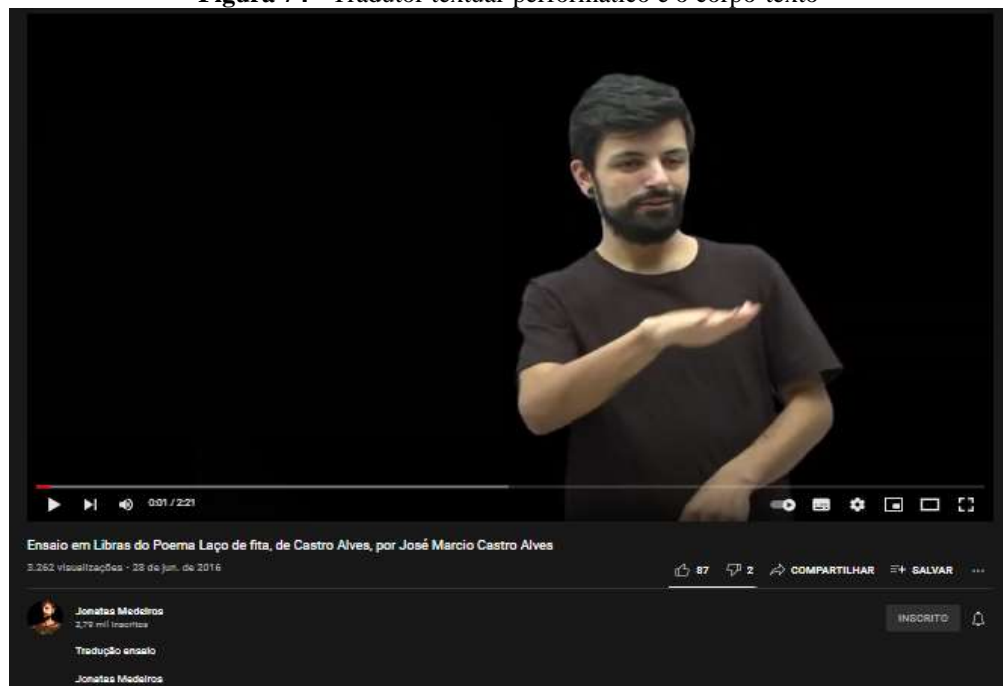 Figura 74 - Tradutor textual performático e o corpo-texto
0:01 / 2:21
Ensaio em Libras do Poema Laço de fita, de Castro Alves, por José Marcio Castro Alves
3.262 visualizações • 28 de jun. de 2016
87 2 COMPARTILHAR SALVAR
Jonatas Medeiros
2,79 mil inscritos
INSCRITO
Tradução ensaio
Jonatas Medeiros